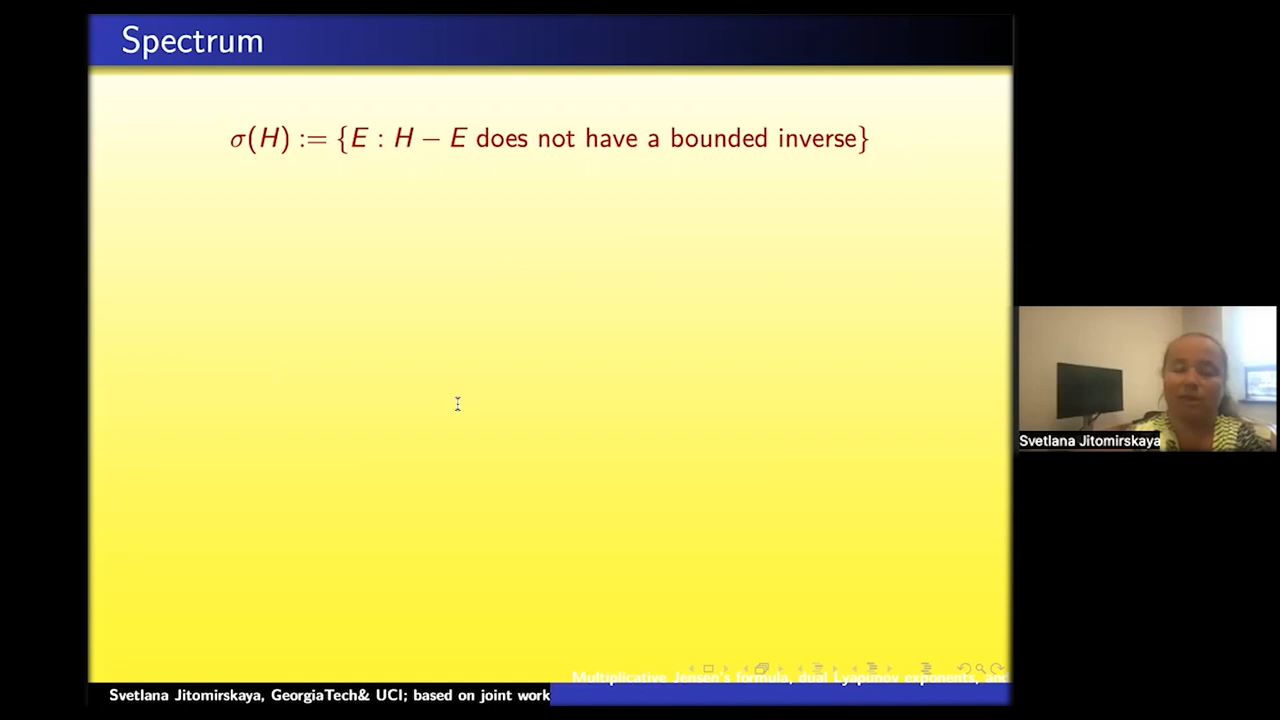 Spectrum
σ(H) := {E : H − E does not have a bounded inverse}
Svetlana Jitomirskaya
Multiplicative Jensen's formula, dual Lyapunov exponents, and
Svetlana Jitomirskaya, GeorgiaTech& UCI; based on joint work